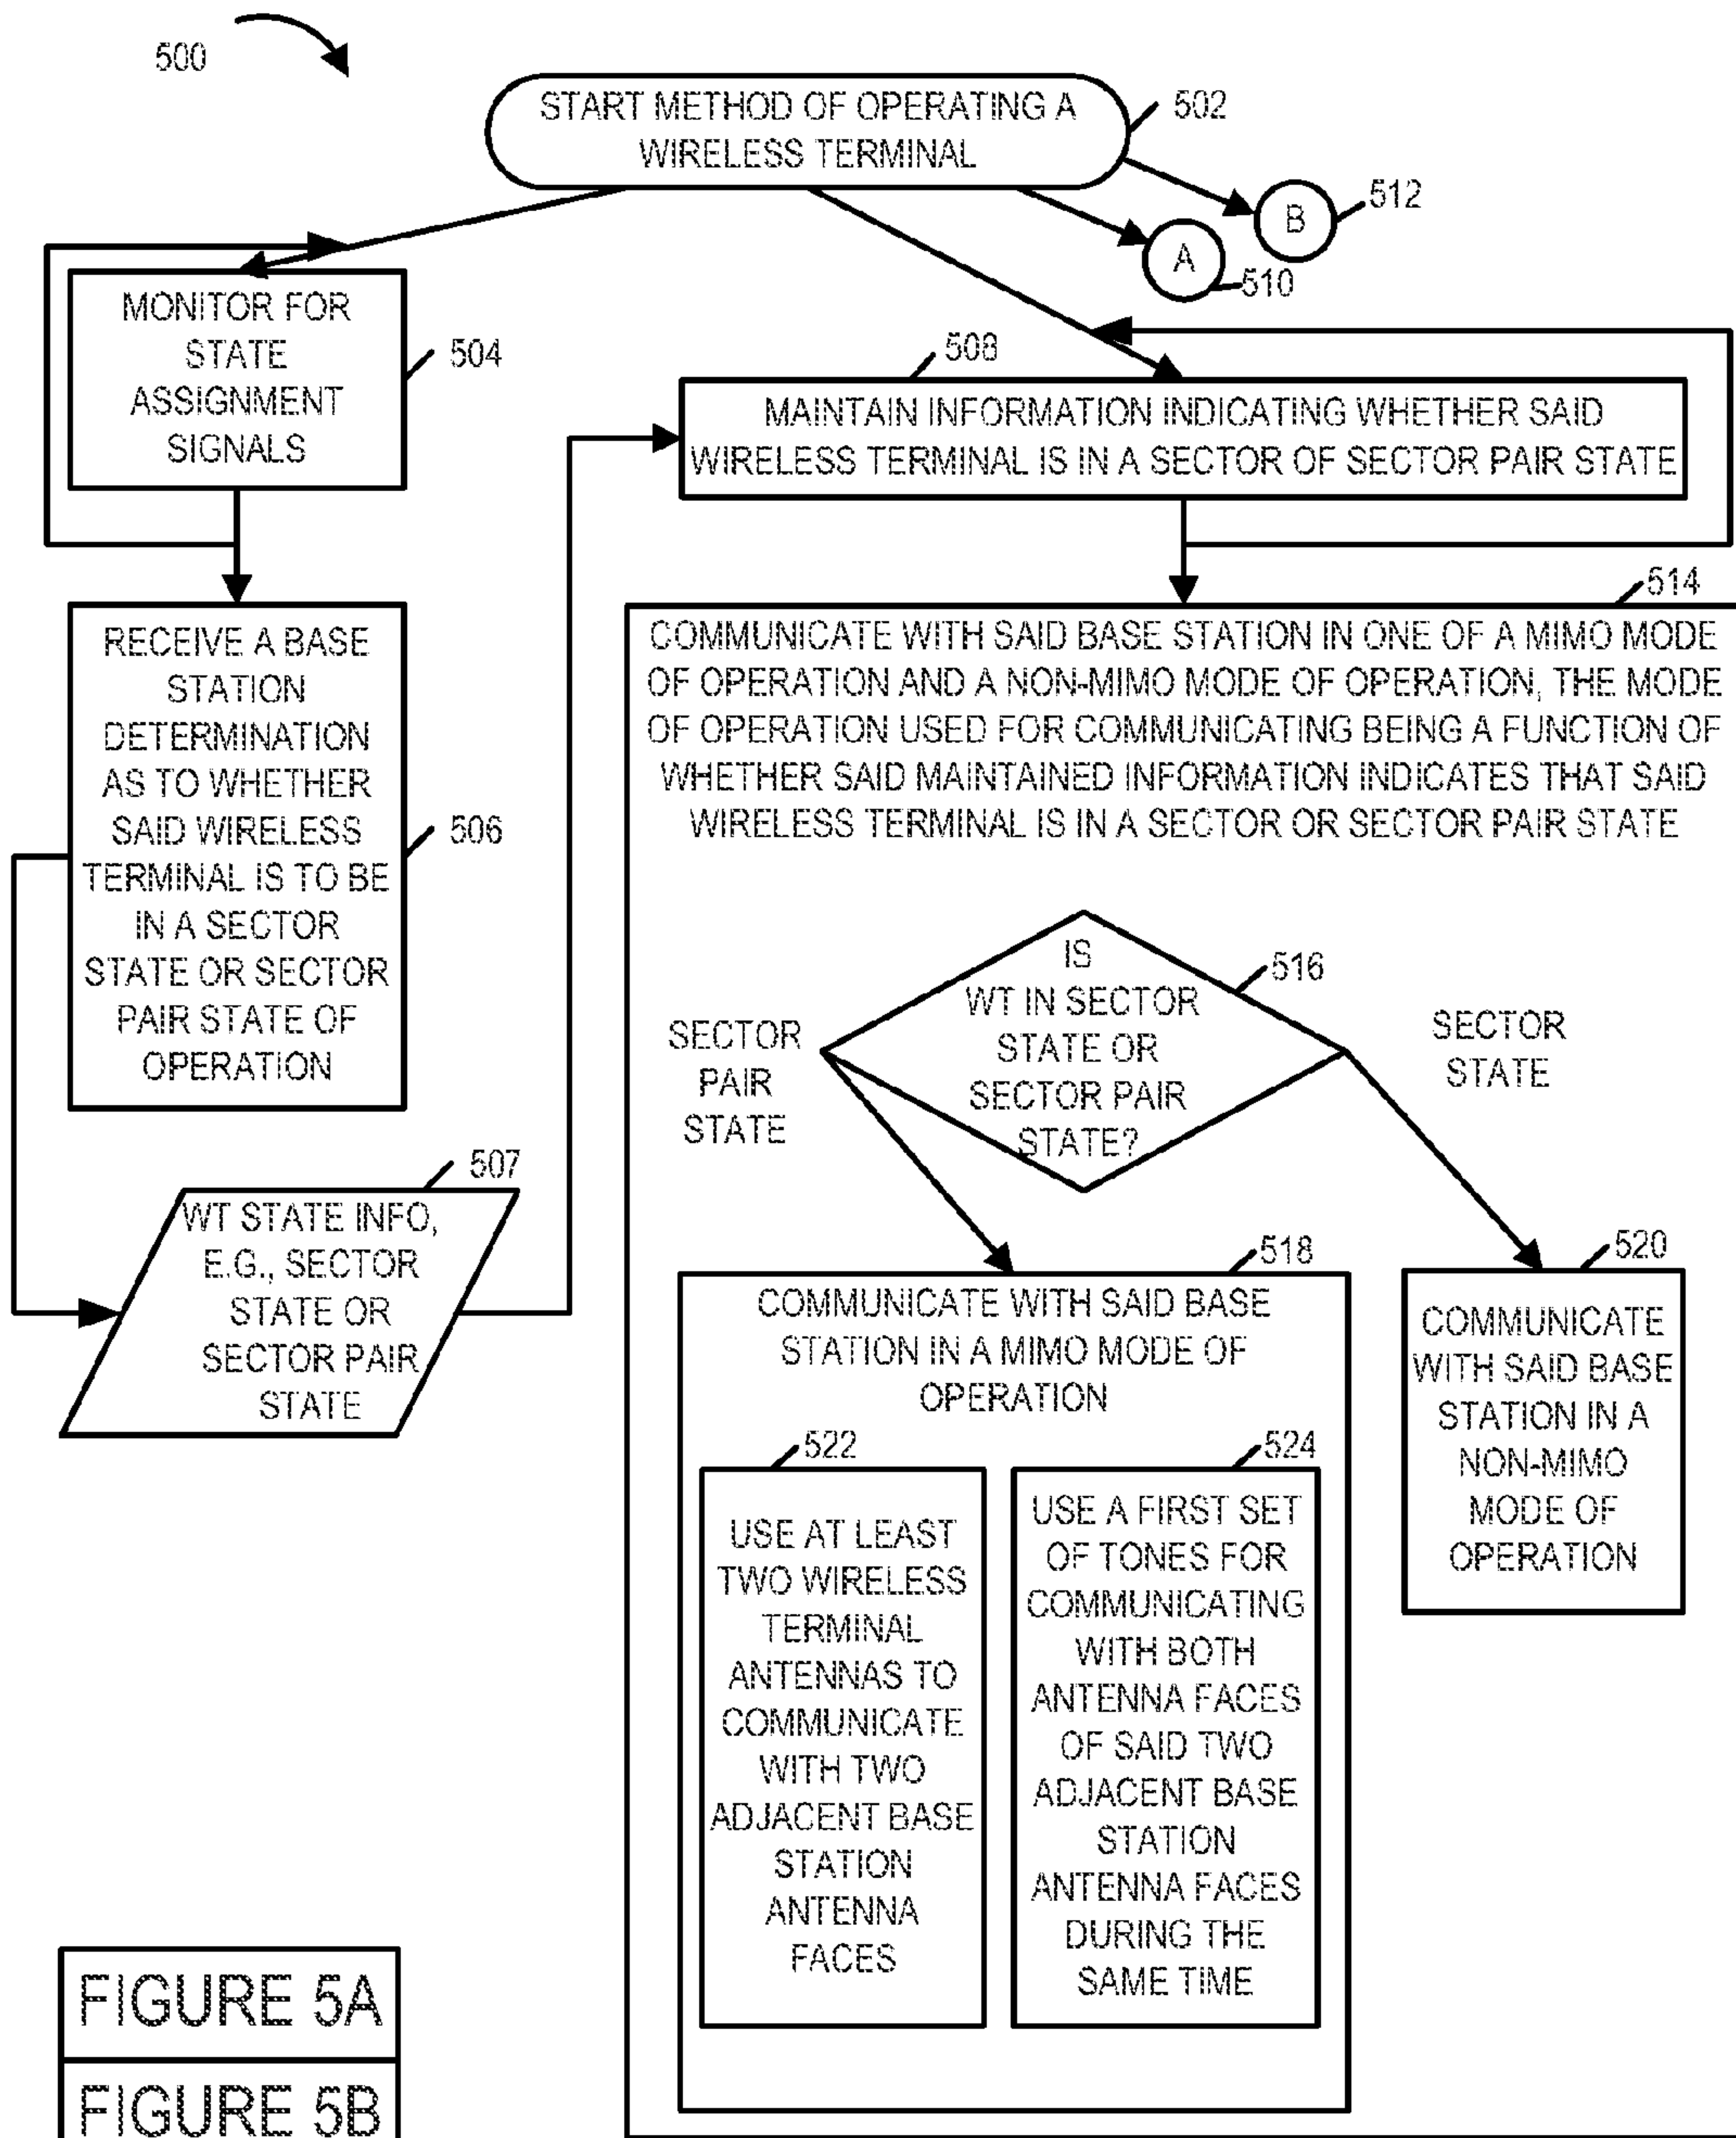 500
START METHOD OF OPERATING A
WIRELESS TERMINAL
502
B
512
A
510
MONITOR FOR
STATE
ASSIGNMENT
SIGNALS
504
508
MAINTAIN INFORMATION INDICATING WHETHER SAID
WIRELESS TERMINAL IS IN A SECTOR OF SECTOR PAIR STATE
RECEIVE A BASE
STATION
DETERMINATION
AS TO WHETHER
SAID WIRELESS
TERMINAL IS TO BE
IN A SECTOR
STATE OR SECTOR
PAIR STATE OF
OPERATION
506
507
WT STATE INFO,
E.G., SECTOR
STATE OR
SECTOR PAIR
STATE
514
COMMUNICATE WITH SAID BASE STATION IN ONE OF A MIMO MODE
OF OPERATION AND A NON-MIMO MODE OF OPERATION, THE MODE
OF OPERATION USED FOR COMMUNICATING BEING A FUNCTION OF
WHETHER SAID MAINTAINED INFORMATION INDICATES THAT SAID
WIRELESS TERMINAL IS IN A SECTOR OR SECTOR PAIR STATE
IS
WT IN SECTOR
STATE OR
SECTOR PAIR
STATE?
516
SECTOR
PAIR
STATE
SECTOR
STATE
518
COMMUNICATE WITH SAID BASE
STATION IN A MIMO MODE OF
OPERATION
522
USE AT LEAST
TWO WIRELESS
TERMINAL
ANTENNAS TO
COMMUNICATE
WITH TWO
ADJACENT BASE
STATION
ANTENNA
FACES
524
USE A FIRST SET
OF TONES FOR
COMMUNICATING
WITH BOTH
ANTENNA FACES
OF SAID TWO
ADJACENT BASE
STATION
ANTENNA FACES
DURING THE
SAME TIME
520
COMMUNICATE
WITH SAID BASE
STATION IN A
NON-MIMO
MODE OF
OPERATION
FIGURE 5A
FIGURE 5B